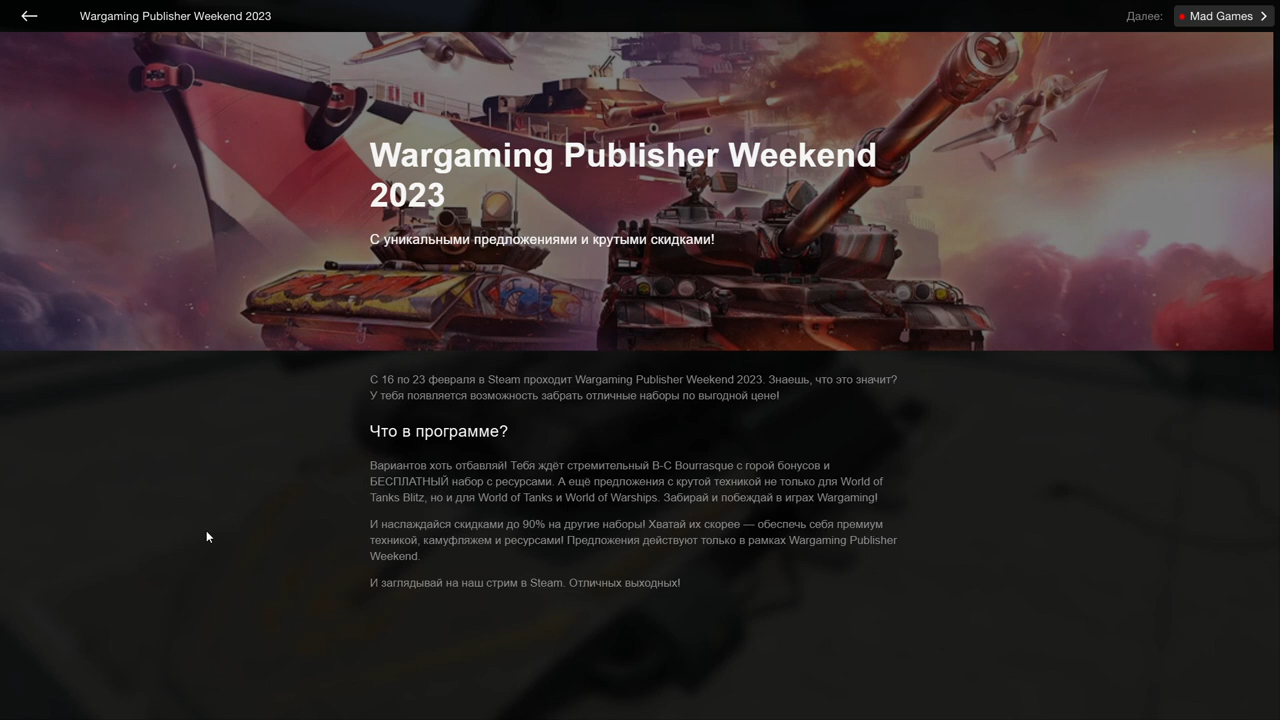 Wargaming Publisher Weekend 2023
Далее:
Mad Games
Wargaming Publisher Weekend
2023
С уникальными предложениями и крутыми скидками!
С 16 по 23 февраля в Steam проходит Wargaming Publisher Weekend 2023. Знаешь, что это значит?
У тебя появляется возможность забрать отличные наборы по выгодной цене!
Что в программе?
Вариантов хоть отбавляй! Тебя ждёт стремительный B-C Bourrasque с горой бонусов и
БЕСПЛАТНЫЙ набор с ресурсами. А ещё предложения с крутой техникой не только для World of
Tanks Blitz, но и для World of Tanks и World of Warships. Забирай и побеждай в играх Wargaming!
И наслаждайся скидками до 90% на другие наборы! Хватай их скорее — обеспечь себя премиум
техникой, камуфляжем и ресурсами! Предложения действуют только в рамках Wargaming Publisher
Weekend.
И заглядывай на наш стрим в Steam. Отличных выходных!